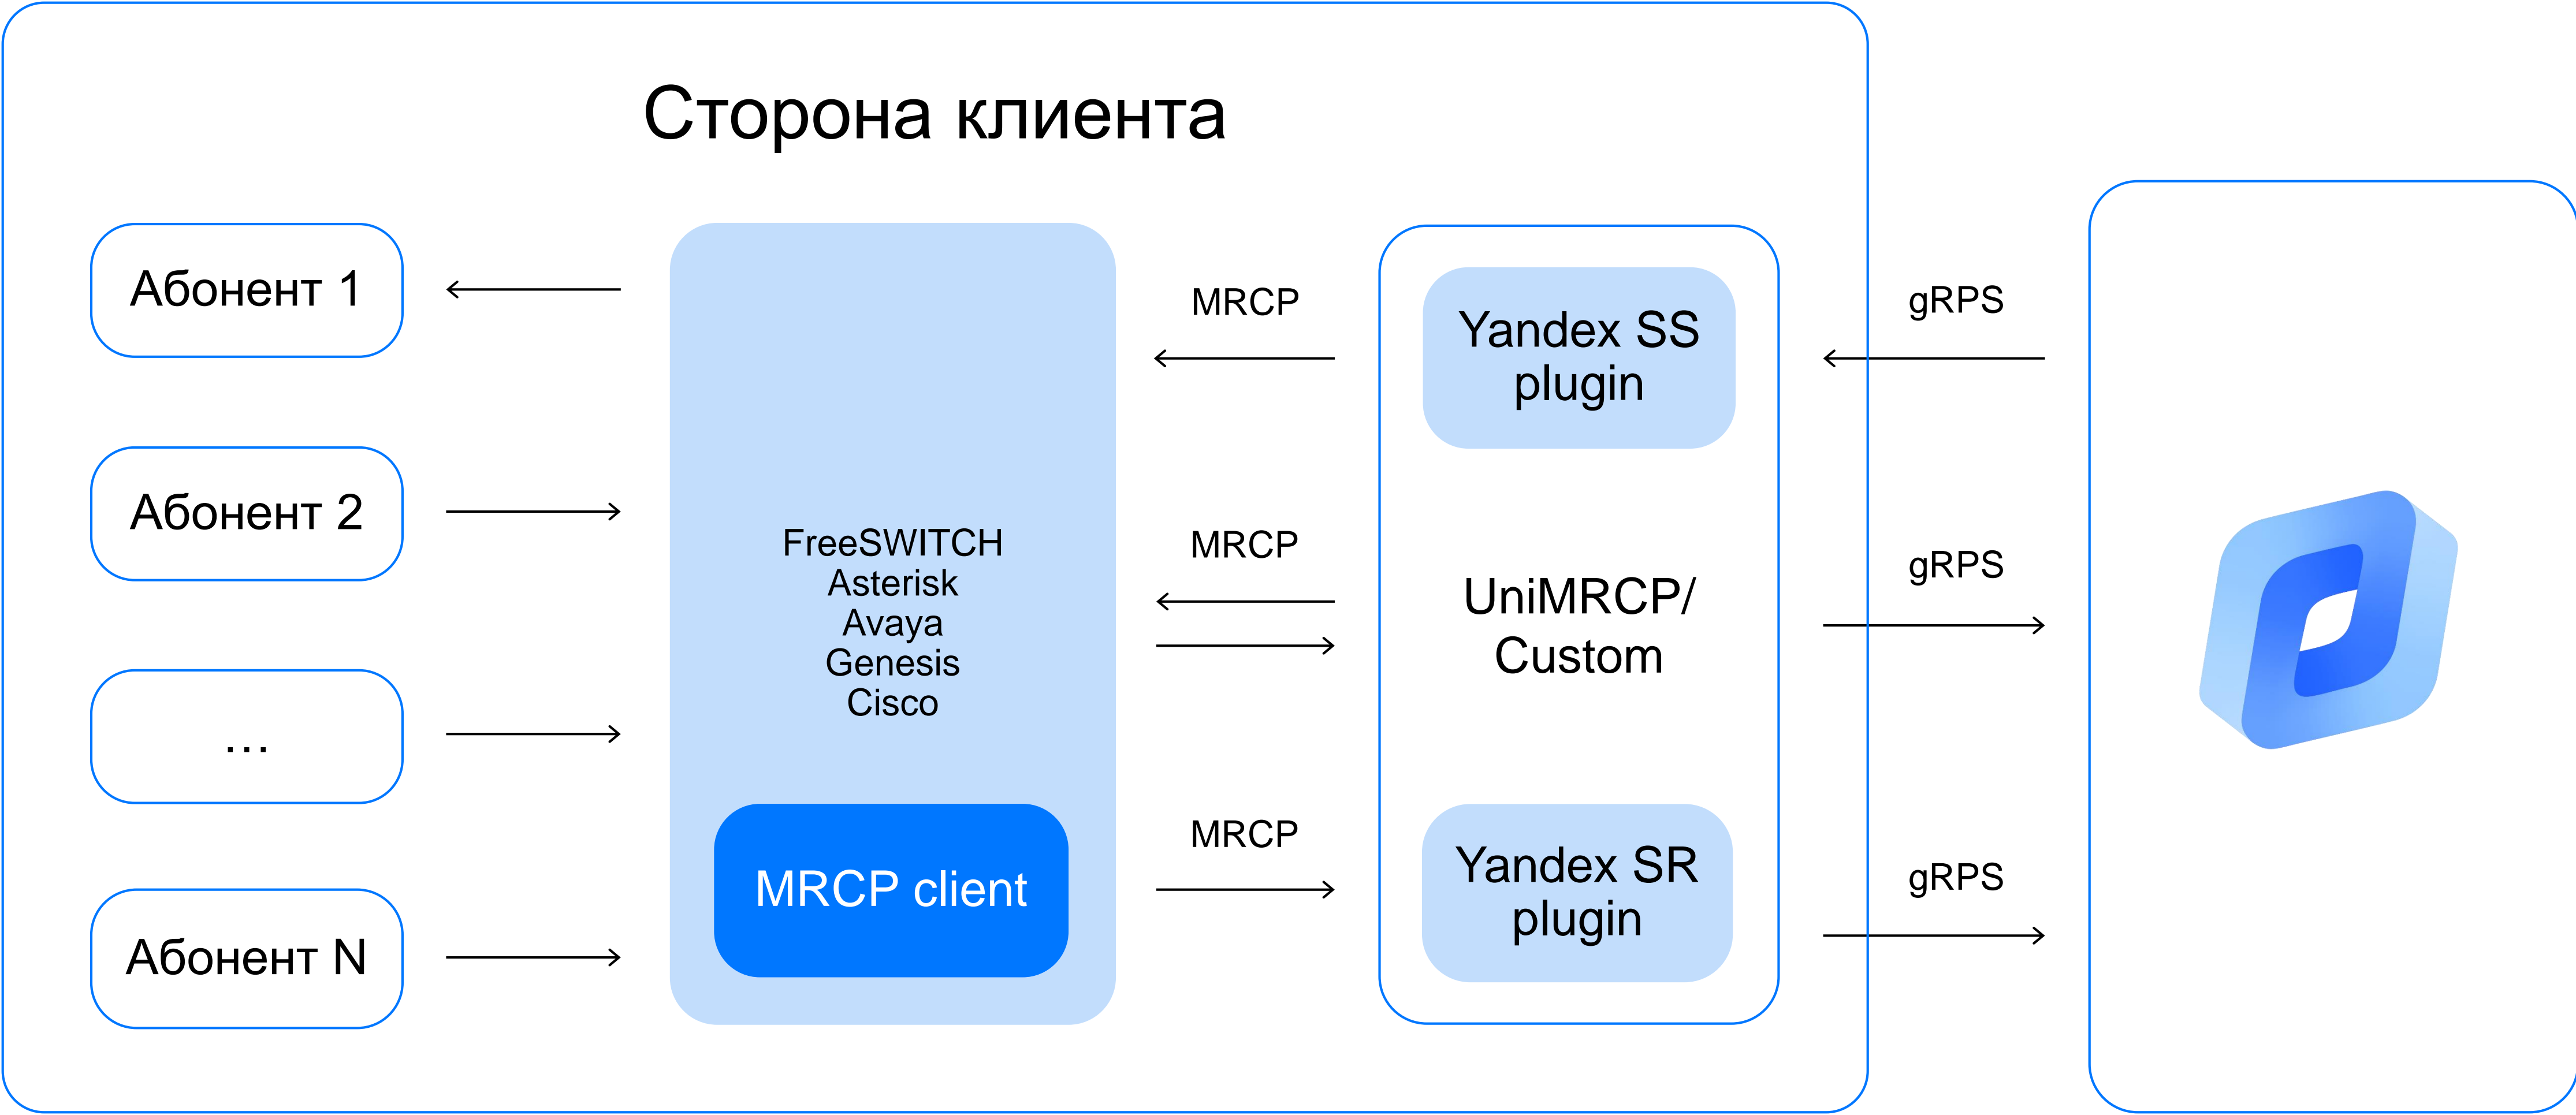 Сторона клиента
Абонент 1
Абонент 2
...
Абонент N
FreeSWITCH
Asterisk
Avaya
Genesis
Cisco
MRCP client
MRCP
MRCP
MRCP
Yandex SS
plugin
UniMRCP/
Custom
Yandex SR
plugin
gRPS
gRPS
gRPS